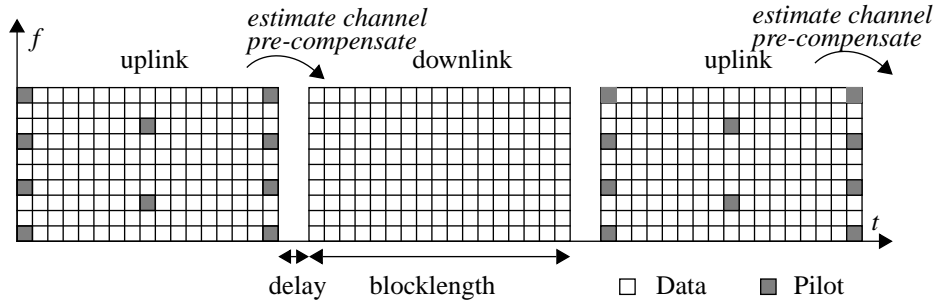 estimate channel
pre-compensate
estimate channel
pre-compensate
f
uplink
downlink
uplink
t
delay
blocklength
Data
Pilot